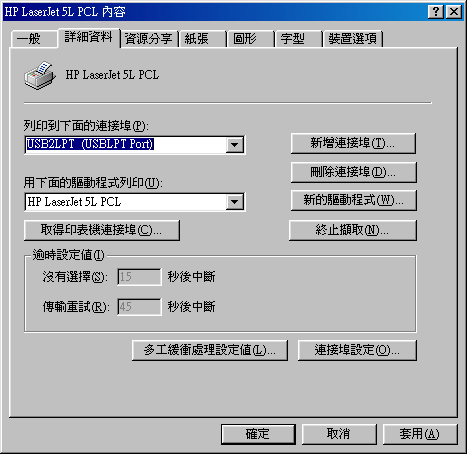 HP LaserJet 5L PCL 內容
一般 詳細資料 資源分享 紙張 圖形 字型 裝置選項
HP LaserJet 5L PCL
列印到下面的連接埠(P):
USB2LPT (USBLPT Port)
新增連接埠(T)...
刪除連接埠(D)...
用下面的驅動程式列印(U):
HP LaserJet 5L PCL
新的驅動程式(W)...
取得印表機連接埠(C)...
終止擷取(N)...
逾時設定值(I)
沒有選擇(S): 15 秒後中斷
傳輸重試(R): 45 秒後中斷
多工緩衝處理設定值(L)...
連接埠設定(O)...
確定 取消 套用(A)